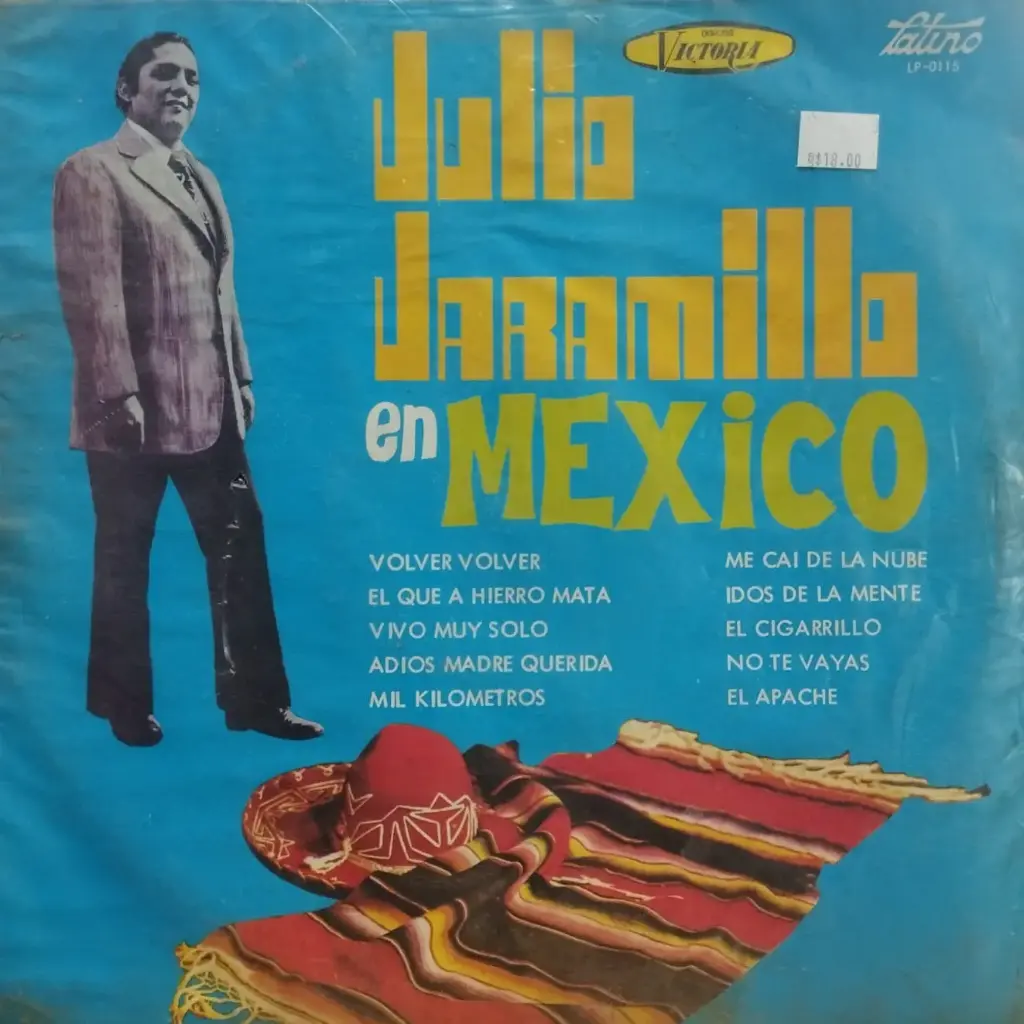 Julio
Jaramillo
en MEXiCO
VICTORIA
Latino
LP-0115
$18.00
VOLVER VOLVER
EL QUE A HIERRO MATA
VIVO MUY SOLO
ADIOS MADRE QUERIDA
MIL KILOMETROS
ME CAI DE LA NUBE
IDOS DE LA MENTE
EL CIGARRILLO
NO TE VAYAS
EL APACHE